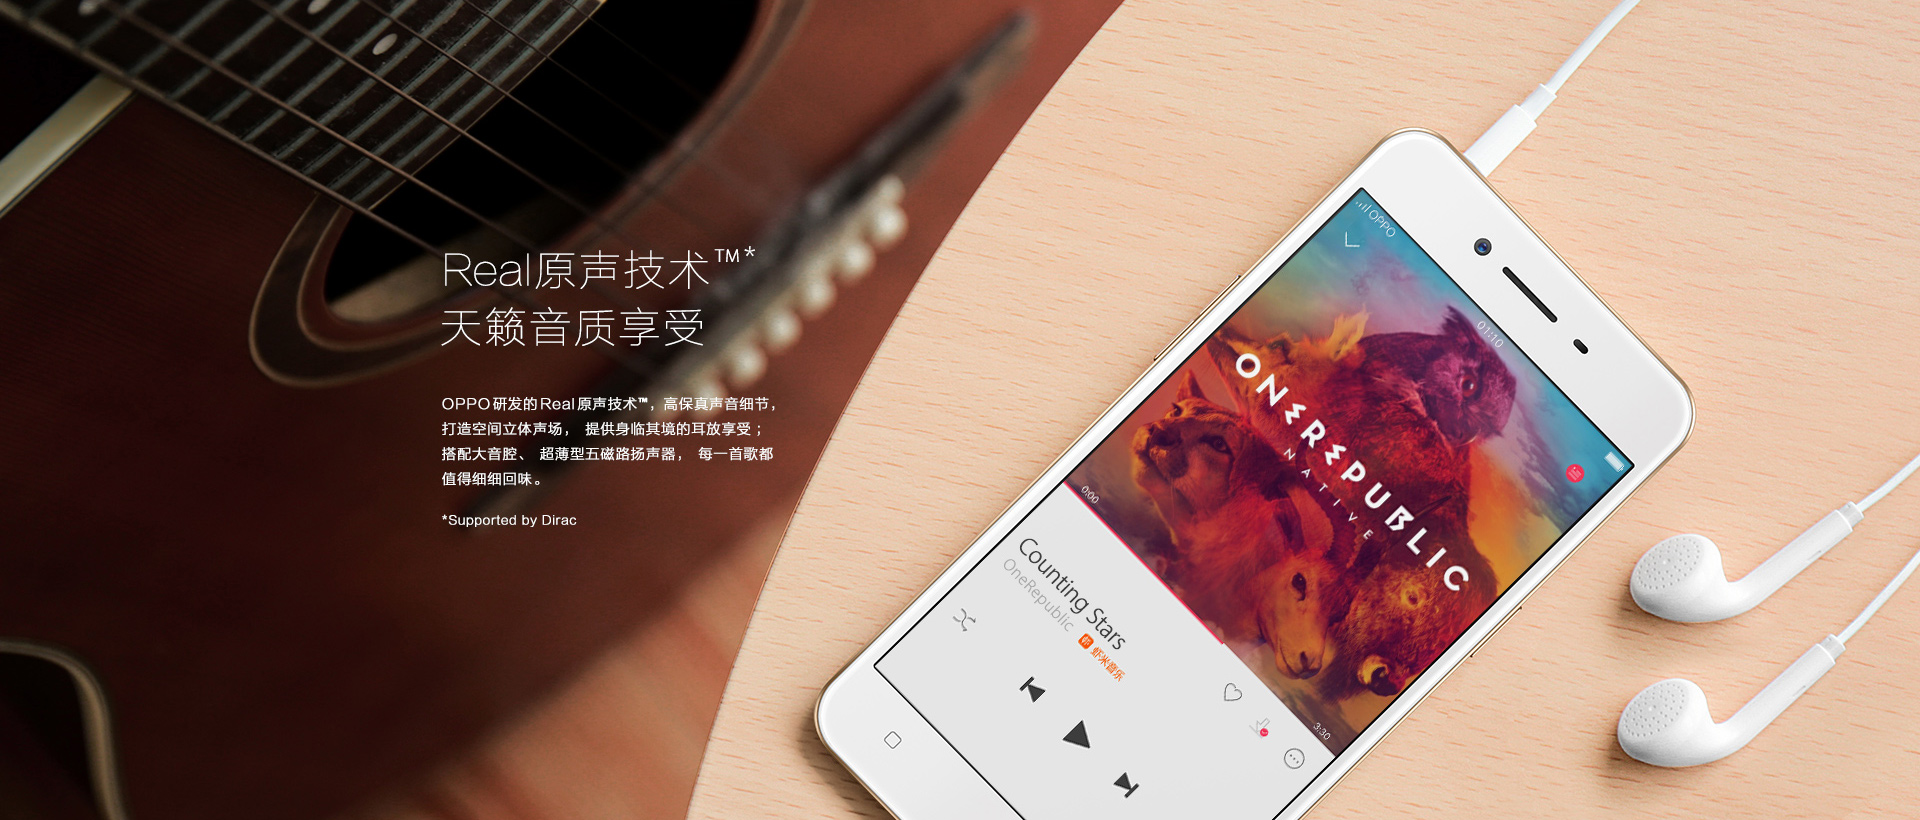 Real原声技术™*
天籁音质享受
OPPO研发的Real原声技术™，高保真声音细节，
打造空间立体声场， 提供身临其境的耳放享受；
搭配大音腔、 超薄型五磁路扬声器， 每一首歌都
值得细细回味。
*Supported by Dirac
OPPO
01:10
ONEREPUBLIC
NATIVE
0:00
3:30
Counting Stars
OneRepublic
虾米音乐